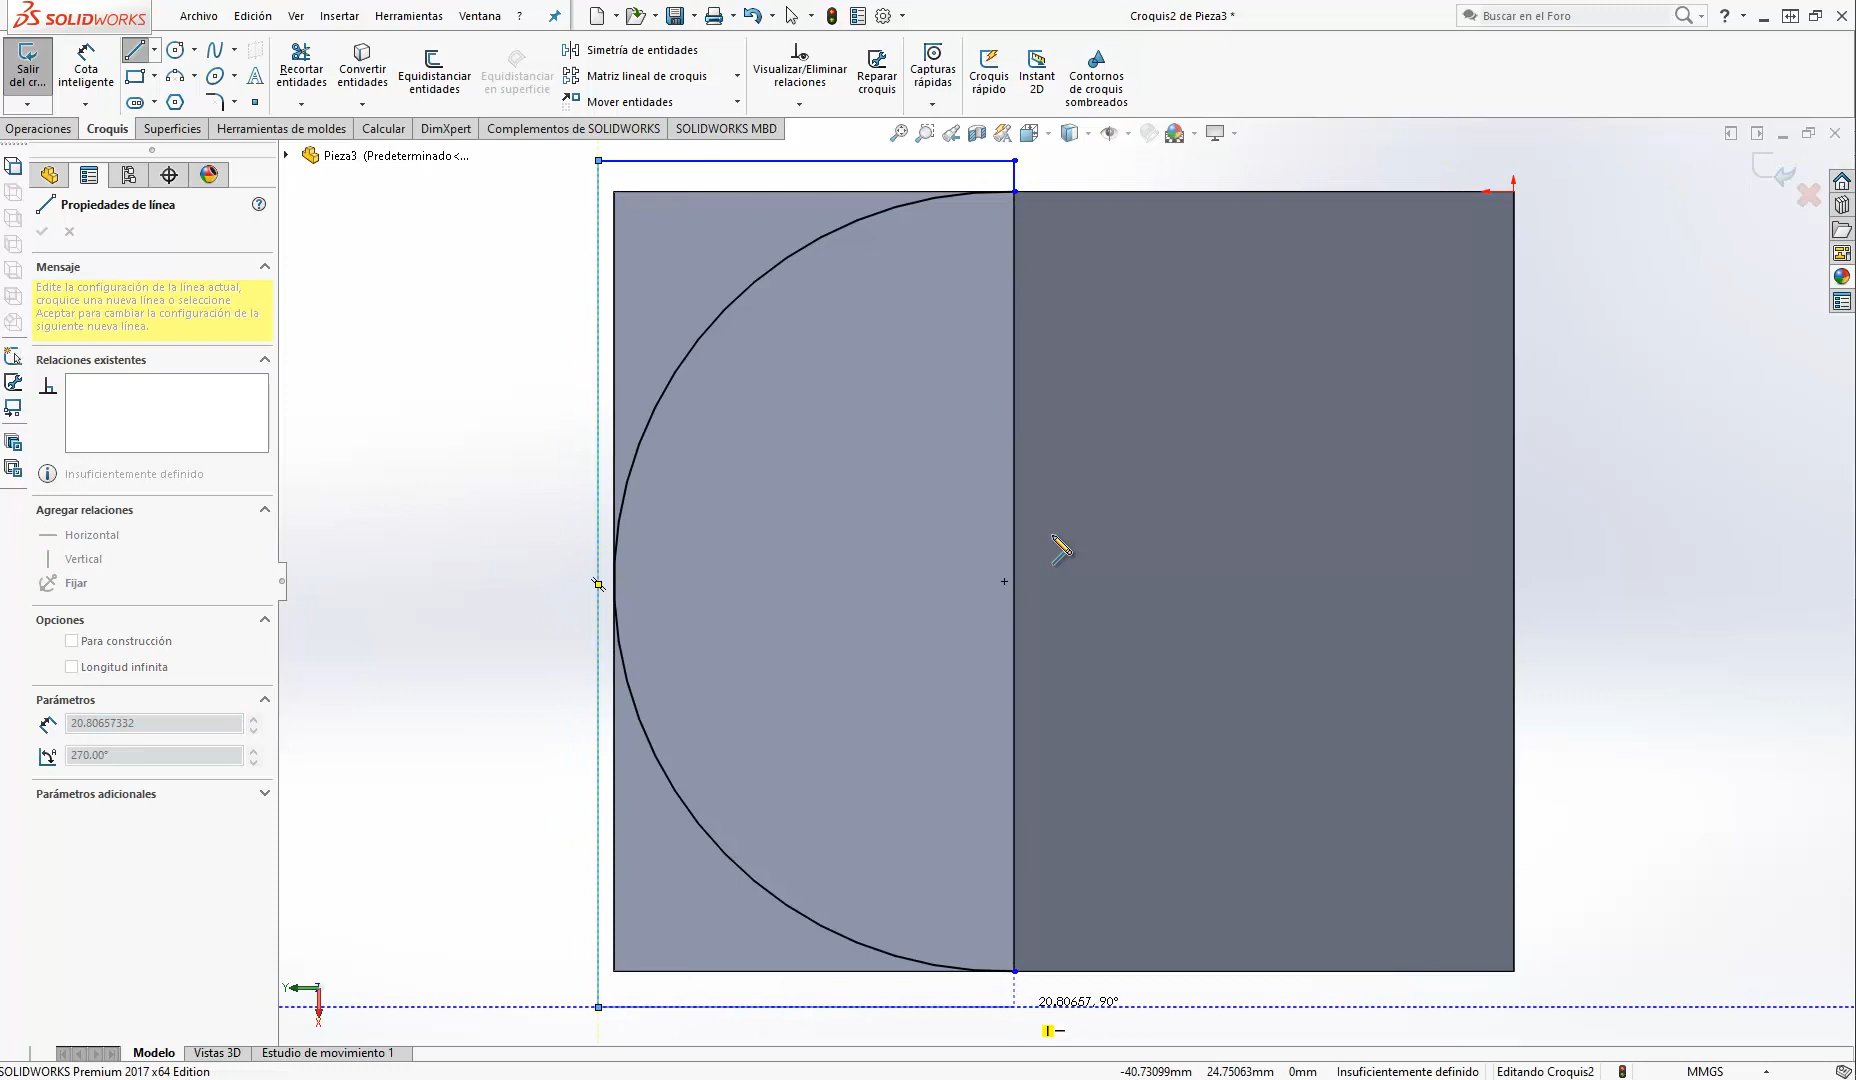 SOLIDWORKS
Archivo Edición Ver Insertar Herramientas Ventana ?
Croquis2 de Pieza3 *
Buscar en el Foro
?
Salir del cr...
Cota inteligente
Recortar entidades
Convertir entidades
Equidistanciar entidades
Equidistanciar en superficie
Simetría de entidades
Matriz lineal de croquis
Mover entidades
Visualizar/Eliminar relaciones
Reparar croquis
Capturas rápidas
Croquis rápido
Instant 2D
Contornos de croquis sombreados
Operaciones Croquis Superficies Herramientas de moldes Calcular DimXpert Complementos de SOLIDWORKS SOLIDWORKS MBD
Pieza3 (Predeterminado<...
Propiedades de línea
Mensaje
Edite la configuración de la línea actual,
croquice una nueva línea o seleccione
Aceptar para cambiar la configuración de la
siguiente nueva línea.
Relaciones existentes
Insuficientemente definido
Agregar relaciones
Horizontal
Vertical
Fijar
Opciones
Para construcción
Longitud infinita
Parámetros
20.80657332
270.00°
Parámetros adicionales
Y
Z
X
20.80657, 90°
Modelo Vistas 3D Estudio de movimiento 1
SOLIDWORKS Premium 2017 x64 Edition
-40.73099mm 24.75063mm 0mm Insuficientemente definido Editando Croquis2 MMGS